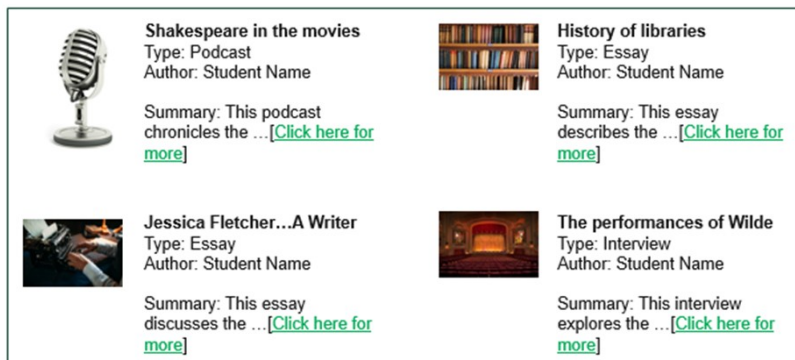 Shakespeare in the movies
Type: Podcast
Author: Student Name
Summary: This podcast
chronicles the …[Click here for
more]
History of libraries
Type: Essay
Author: Student Name
Summary: This essay
describes the …[Click here for
more]
Jessica Fletcher…A Writer
Type: Essay
Author: Student Name
Summary: This essay
discusses the …[Click here for
more]
The performances of Wilde
Type: Interview
Author: Student Name
Summary: This interview
explores the …[Click here for
more]